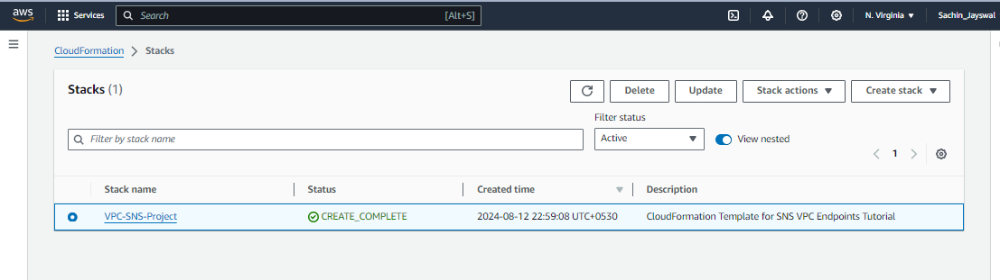 aws Services Search [Alt+S] N. Virginia Sachin_Jayswal
CloudFormation Stacks
Stacks (1) Delete Update Stack actions Create stack
Filter status
Filter by stack name Active View nested
1
Stack name Status Created time Description
VPC-SNS-Project CREATE_COMPLETE 2024-08-12 22:59:08 UTC+0530 CloudFormation Template for SNS VPC Endpoints Tutorial